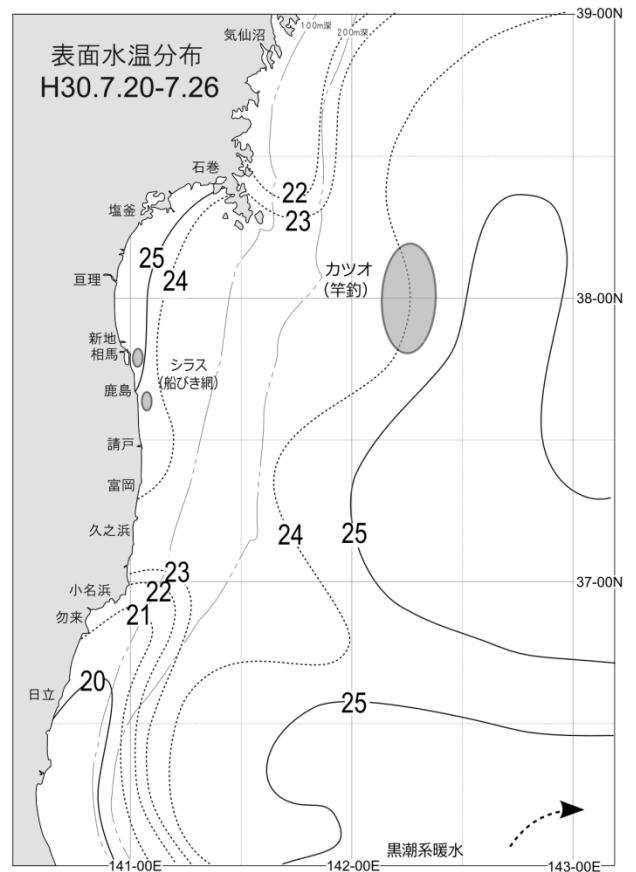 39-00N
気仙沼
100m深
200m深
表面水温分布
H30.7.20-7.26
石巻
22
塩釜
23
25
カツオ
(竿釣)
24
亘理
38-00N
新地
シラス
(船びき網)
相馬
鹿島
請戸
富岡
久之浜
24
25
23
37-00N
小名浜
22
21
勿来
20
日立
25
黒潮系暖水
141-00E
142-00E
143-00E